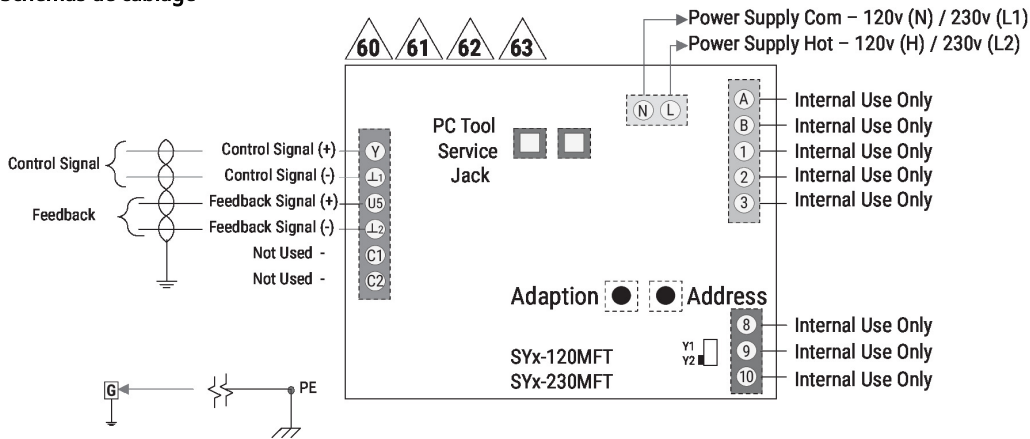 Power Supply Com – 120v (N) / 230v (L1)
Power Supply Hot – 120v (H) / 230v (L2)
60 61 62 63
N L
PC Tool
Service
Jack
A Internal Use Only
B Internal Use Only
1 Internal Use Only
2 Internal Use Only
3 Internal Use Only
Control Signal
Feedback
Control Signal (+) Y
Control Signal (-) ⊥1
Feedback Signal (+) U5
Feedback Signal (-) ⊥2
Not Used - C1
Not Used - C2
Adaption Address
SYx-120MFT
SYx-230MFT
Y1
Y2
8 Internal Use Only
9 Internal Use Only
10 Internal Use Only
G PE